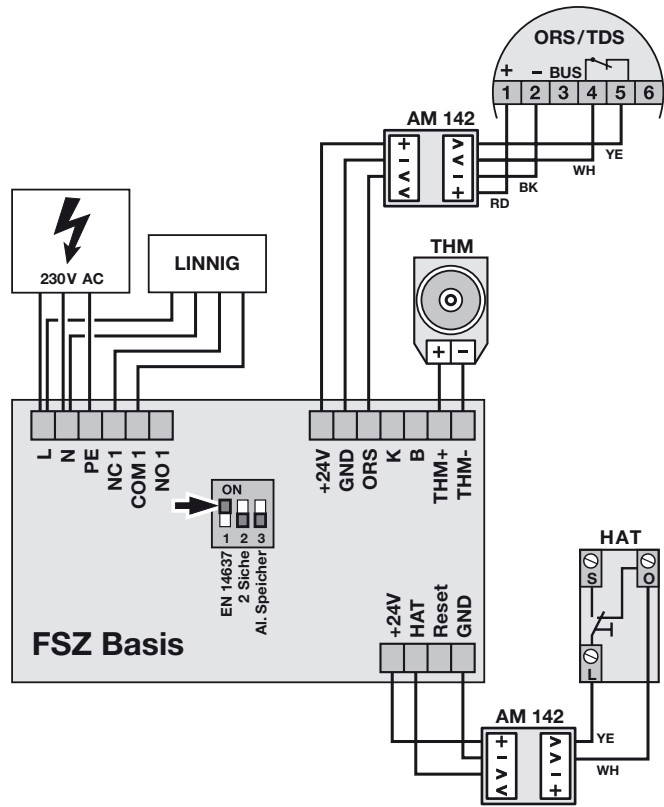 ORS/TDS
+ – BUS
1 2 3 4 5 6
AM 142
+ – < <
> > – +
YE
WH
BK
RD
230V AC
LINNIG
THM
+ –
L
N
PE
NC 1
COM 1
NO 1
+24V
GND
ORS
K
B
THM+
THM-
ON
1 2 3
EN 14637
2 Siche
Al. Speicher
FSZ Basis
+24V
HAT
Reset
GND
HAT
S O
L
AM 142
+ – < <
> > – +
YE
WH